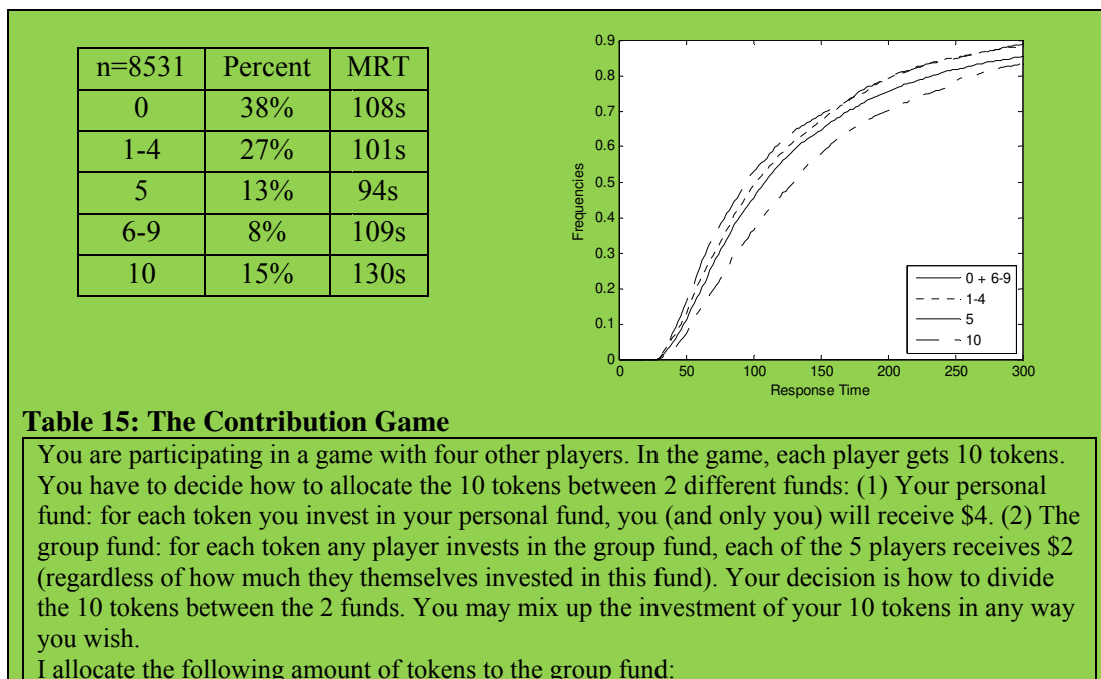 n=8531 Percent MRT
0 38% 108s
1-4 27% 101s
5 13% 94s
6-9 8% 109s
10 15% 130s
0.9
0.8
0.7
0.6
0.5
0.4
0.3
0.2
0.1
0
Frequencies
0 50 100 150 200 250 300
Response Time
0 + 6-9
1-4
5
10
Table 15: The Contribution Game
You are participating in a game with four other players. In the game, each player gets 10 tokens.
You have to decide how to allocate the 10 tokens between 2 different funds: (1) Your personal
fund: for each token you invest in your personal fund, you (and only you) will receive $4. (2) The
group fund: for each token any player invests in the group fund, each of the 5 players receives $2
(regardless of how much they themselves invested in this fund). Your decision is how to divide
the 10 tokens between the 2 funds. You may mix up the investment of your 10 tokens in any way
you wish.
I allocate the following amount of tokens to the group fund: